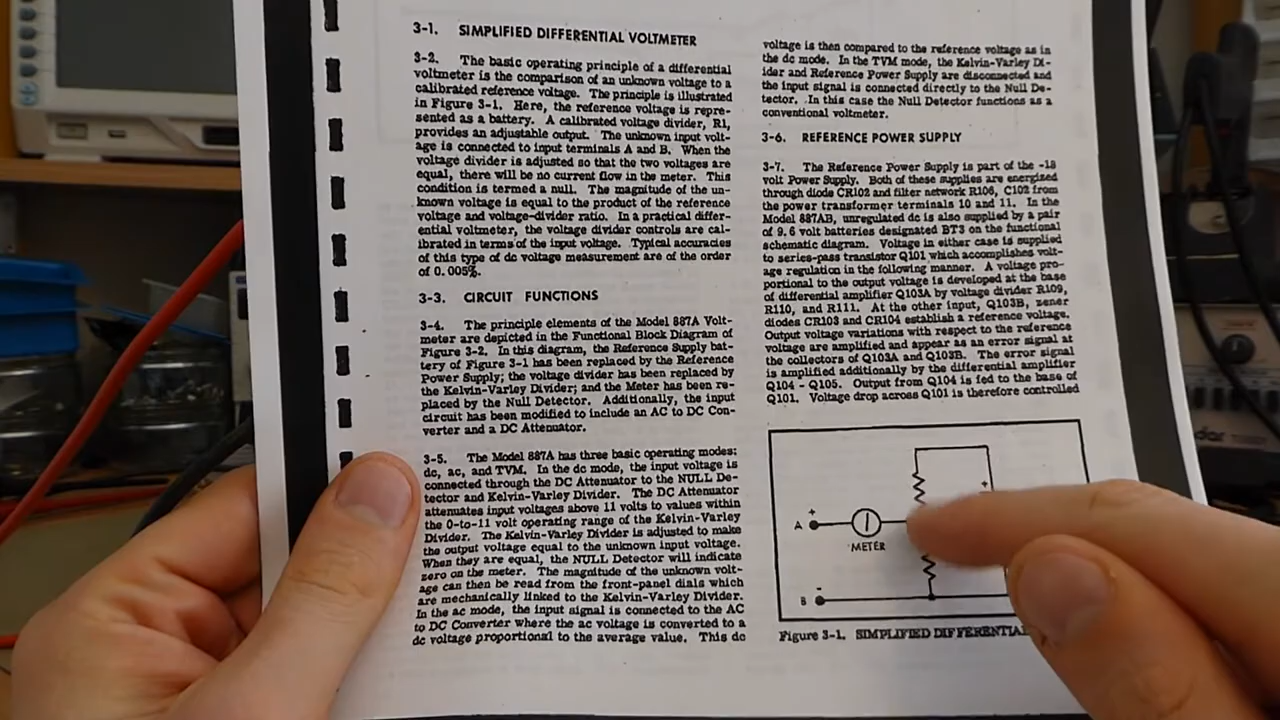 3-1. SIMPLIFIED DIFFERENTIAL VOLTMETER
3-2. The basic operating principle of a differential
voltmeter is the comparison of an unknown voltage to a
calibrated reference voltage. The principle is illustrated
in Figure 3-1. Here, the reference voltage is repre-
sented as a battery. A calibrated voltage divider, R1,
provides an adjustable output. The unknown input volt-
age is connected to input terminals A and B. When the
voltage divider is adjusted so that the two voltages are
equal, there will be no current flow in the meter. This
condition is termed a null. The magnitude of the un-
known voltage is equal to the product of the reference
voltage and voltage-divider ratio. In a practical differ-
ential voltmeter, the voltage divider controls are cal-
ibrated in terms of the input voltage. Typical accuracies
of this type of dc voltage measurement are of the order
of 0.005%.
3-3. CIRCUIT FUNCTIONS
3-4. The principle elements of the Model 887A Volt-
meter are depicted in the Functional Block Diagram of
Figure 3-2. In this diagram, the Reference Supply bat-
tery of Figure 3-1 has been replaced by the Reference
Power Supply; the voltage divider has been replaced by
the Kelvin-Varley Divider; and the Meter has been re-
placed by the Null Detector. Additionally, the input
circuit has been modified to include an AC to DC Con-
verter and a DC Attenuator.
3-5. The Model 887A has three basic operating modes:
dc, ac, and TVM. In the dc mode, the input voltage is
connected through the DC Attenuator to the NULL De-
tector and Kelvin-Varley Divider. The DC Attenuator
attenuates input voltages above 11 volts to values within
the 0-to-11 volt operating range of the Kelvin-Varley
Divider. The Kelvin-Varley Divider is adjusted to make
the output voltage equal to the unknown input voltage.
When they are equal, the NULL Detector will indicate
zero on the meter. The magnitude of the unknown volt-
age can then be read from the front-panel dials which
are mechanically linked to the Kelvin-Varley Divider.
In the ac mode, the input signal is connected to the AC
to DC Converter where the ac voltage is converted to a
dc voltage proportional to the average value. This dc
voltage is then compared to the reference voltage as in
the dc mode. In the TVM mode, the Kelvin-Varley Di-
ider and Reference Power Supply are disconnected and
the input signal is connected directly to the Null De-
tector. In this case the Null Detector functions as a
conventional voltmeter.
3-6. REFERENCE POWER SUPPLY
3-7. The Reference Power Supply is part of the -18
volt Power Supply. Both of these supplies are energized
through diode CR102 and filter network R106, C102 from
the power transformer terminals 10 and 11. In the
Model 887AB, unregulated dc is also supplied by a pair
of 9.6 volt batteries designated BT3 on the functional
schematic diagram. Voltage in either case is supplied
to series-pass transistor Q101 which accomplishes volt-
age regulation in the following manner. A voltage pro-
portional to the output voltage is developed at the base
of differential amplifier Q103A by voltage divider R109,
R110, and R111. At the other input, Q103B, zener
diodes CR103 and CR104 establish a reference voltage.
Output voltage variations with respect to the reference
voltage are amplified and appear as an error signal at
the collectors of Q103A and Q103B. The error signal
is amplified additionally by the differential amplifier
Q104 - Q105. Output from Q104 is fed to the base of
Q101. Voltage drop across Q101 is therefore controlled
+
+
A
METER
-
B
Figure 3-1. SIMPLIFIED DIFFERENTIAL